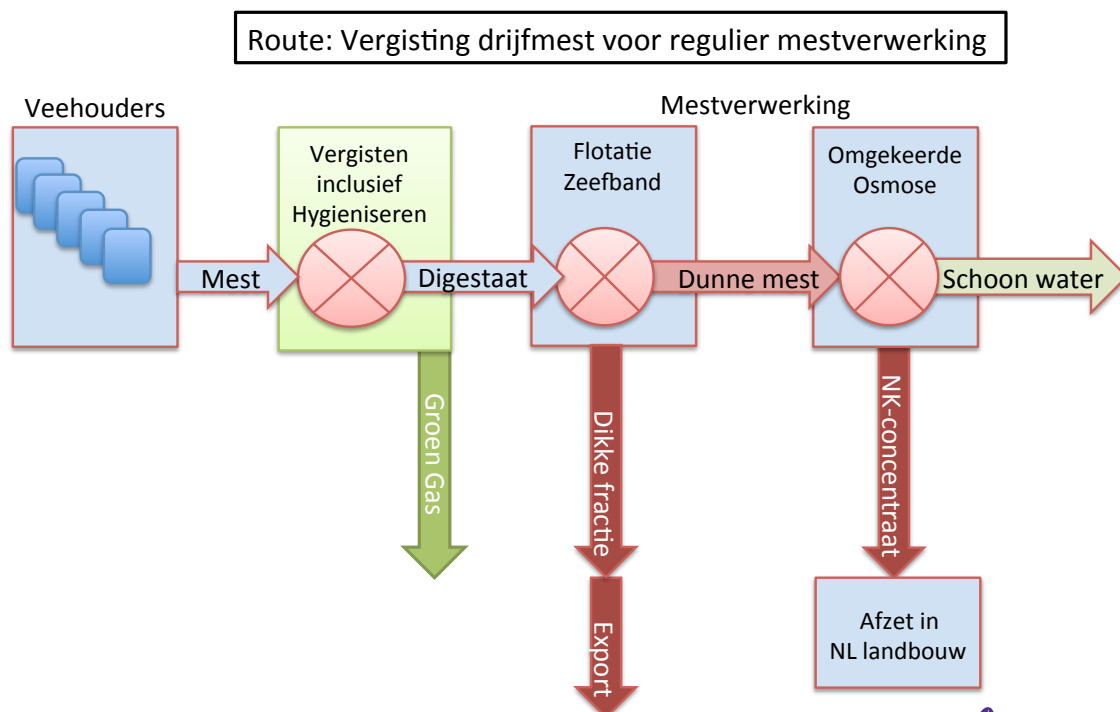 Route: Vergisting drijfmest voor regulier mestverwerking
Veehouders
Mestverwerking
Vergisten
inclusief
Hygieniseren
Flotatie
Zeefband
Omgekeerde
Osmose
Mest
Digestaat
Dunne mest
Schoon water
Groen Gas
Dikke fractie
NK-concentraat
Export
Afzet in
NL landbouw